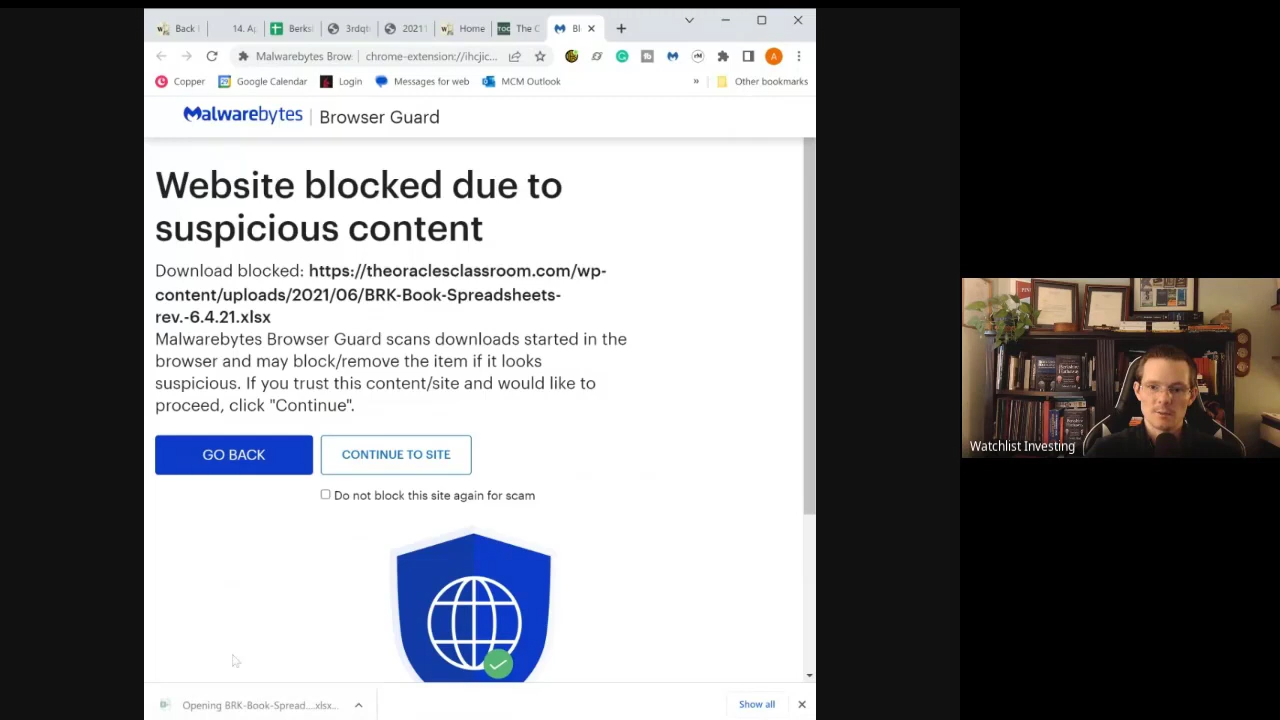 Back
14. A
Berks
3rdqt
2021
Home
The C
Bl
Malwarebytes Brow
chrome-extension://ihcjic...
A
Copper
Google Calendar
Login
Messages for web
MCM Outlook
»
Other bookmarks
Malwarebytes | Browser Guard
Website blocked due to
suspicious content
Download blocked: https://theoraclesclassroom.com/wp-
content/uploads/2021/06/BRK-Book-Spreadsheets-
rev.-6.4.21.xlsx
Malwarebytes Browser Guard scans downloads started in the
browser and may block/remove the item if it looks
suspicious. If you trust this content/site and would like to
proceed, click "Continue".
GO BACK
CONTINUE TO SITE
Do not block this site again for scam
Watchlist Investing
Opening BRK-Book-Spread....xlsx...
Show all